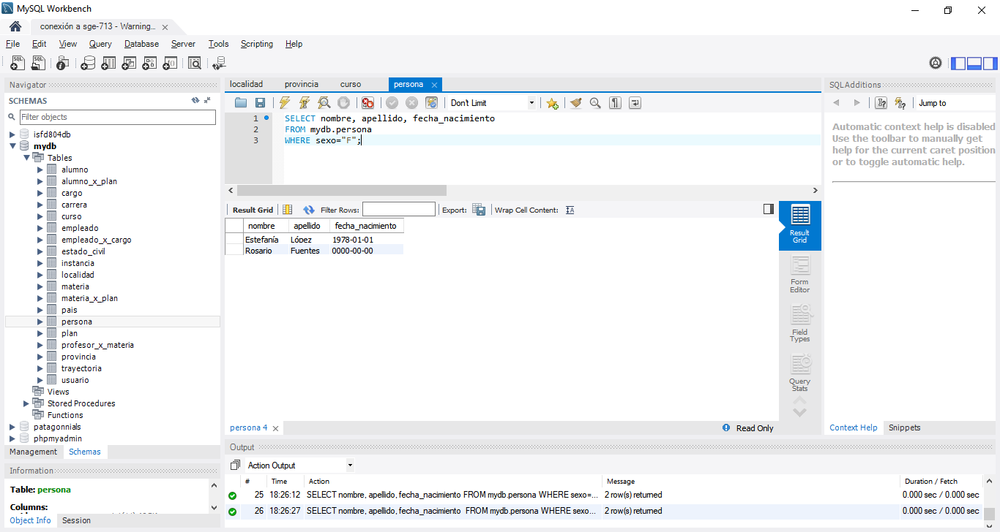 MySQL Workbench
conexión a sge-713 - Warning...
File Edit View Query Database Server Tools Scripting Help
Navigator
SCHEMAS
Filter objects
isfd804db
mydb
Tables
alumno
alumno_x_plan
cargo
carrera
curso
empleado
empleado_x_cargo
estado_civil
instancia
localidad
materia
materia_x_plan
pais
persona
plan
profesor_x_materia
provincia
trayectoria
usuario
Views
Stored Procedures
Functions
patagonnials
phpmyadmin
Management Schemas
Information
Table: persona
Columns:
Object Info Session
localidad provincia curso persona
Don't Limit
1 SELECT nombre, apellido, fecha_nacimiento
2 FROM mydb.persona
3 WHERE sexo="F";
Result Grid Filter Rows: Export: Wrap Cell Content:
nombre apellido fecha_nacimiento
Estefanía López 1978-01-01
Rosario Fuentes 0000-00-00
Result
Grid
Form
Editor
Field
Types
Query
Stats
persona 4 Read Only
Output
Action Output
# Time Action Message Duration / Fetch
25 18:26:12 SELECT nombre, apellido, fecha_nacimiento FROM mydb.persona WHERE sexo=... 2 row(s) returned 0.000 sec / 0.000 sec
26 18:26:27 SELECT nombre, apellido, fecha_nacimiento FROM mydb.persona WHERE sexo... 2 row(s) returned 0.000 sec / 0.000 sec
SQLAdditions
Jump to
Automatic context help is disabled
Use the toolbar to manually get
help for the current caret position
or to toggle automatic help.
Context Help Snippets